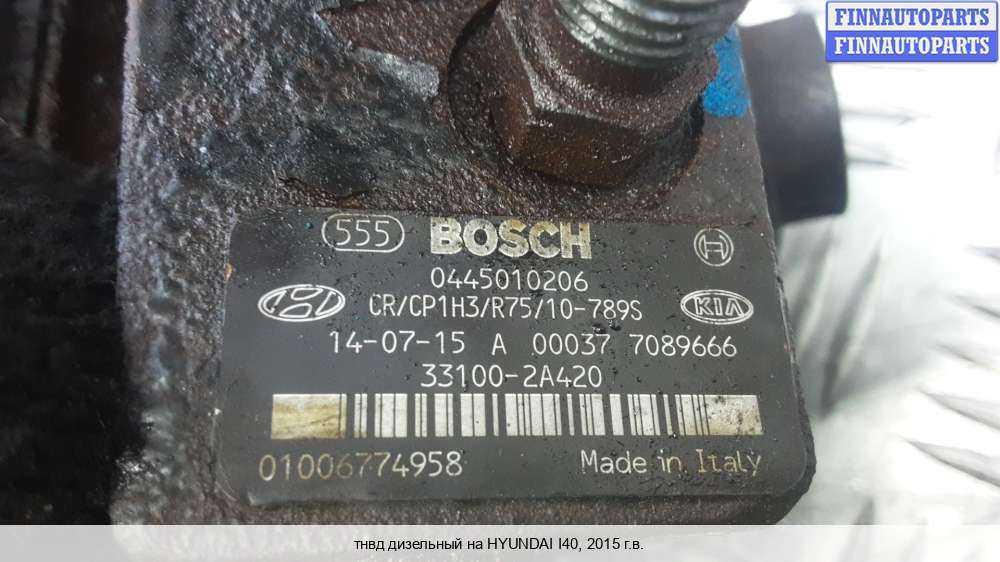 FINNAUTOPARTS
FINNAUTOPARTS
555 BOSCH
0445010206
CR/CP1H3/R75/10-789S
KIA
14-07-15 A 00037 7089666
33100-2A420
01006774958 Made in Italy
тнвд дизельный на HYUNDAI I40, 2015 г.в.